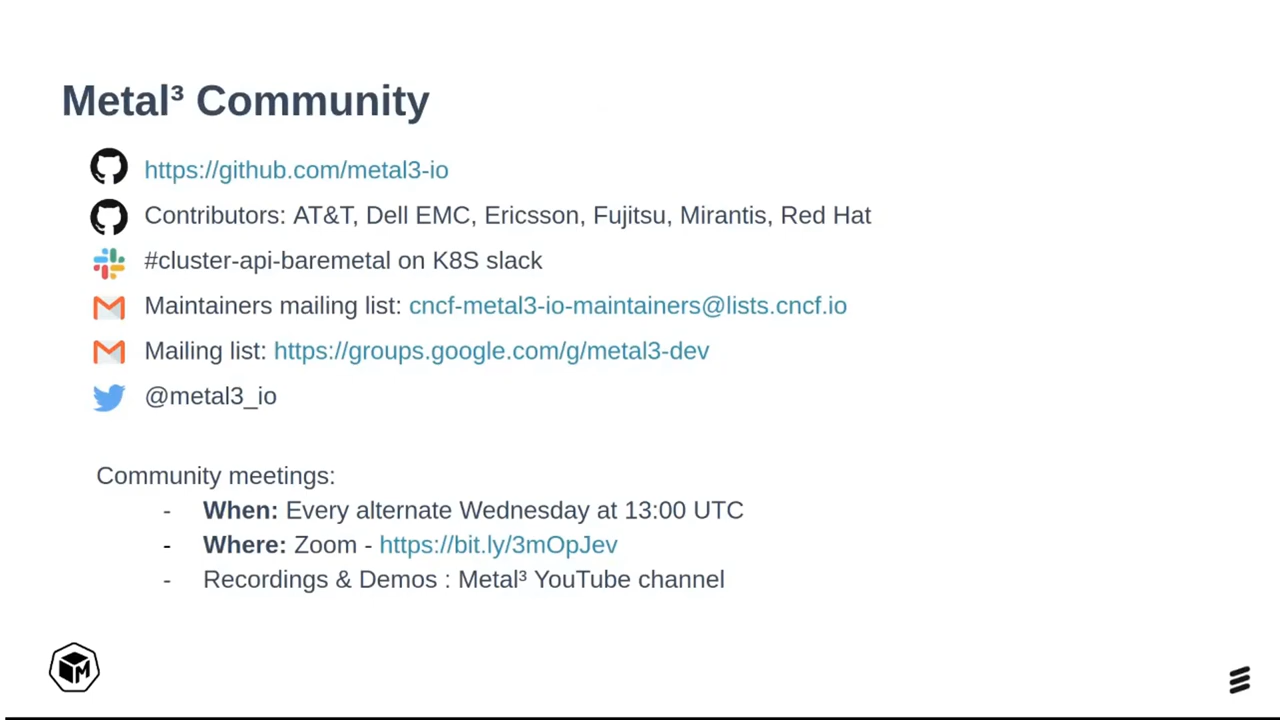 Metal³ Community
https://github.com/metal3-io
Contributors: AT&T, Dell EMC, Ericsson, Fujitsu, Mirantis, Red Hat
#cluster-api-baremetal on K8S slack
Maintainers mailing list: cncf-metal3-io-maintainers@lists.cncf.io
Mailing list: https://groups.google.com/g/metal3-dev
@metal3_io
Community meetings:
- When: Every alternate Wednesday at 13:00 UTC
- Where: Zoom - https://bit.ly/3mOpJev
- Recordings & Demos : Metal³ YouTube channel
M